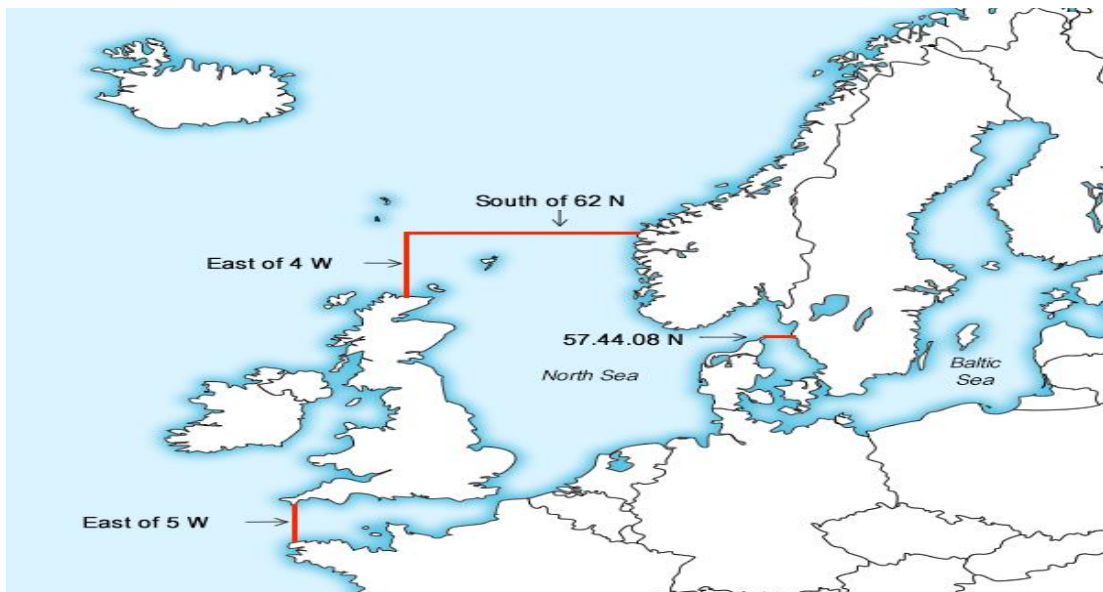 South of 62 N
East of 4 W
57.44.08 N
North Sea
Baltic
Sea
East of 5 W